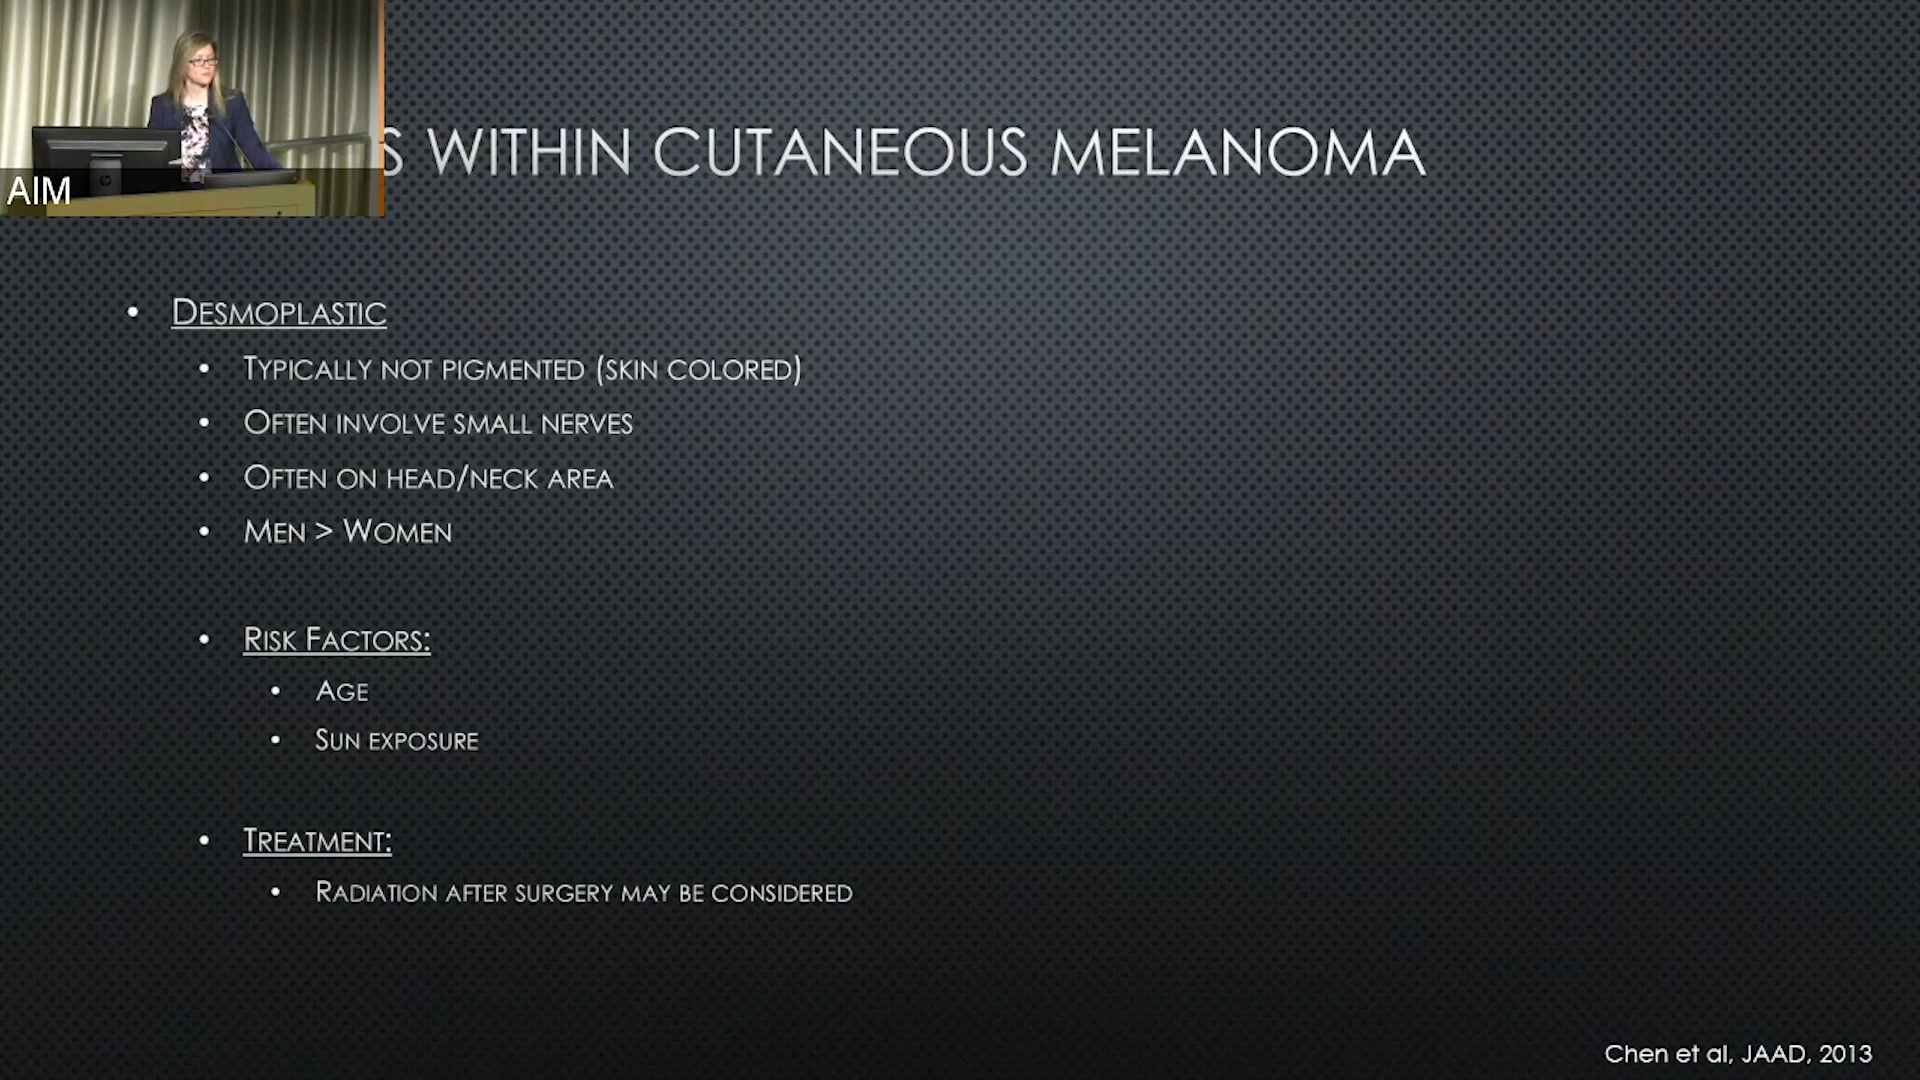 AIM
S WITHIN CUTANEOUS MELANOMA
• DESMOPLASTIC
• TYPICALLY NOT PIGMENTED (SKIN COLORED)
• OFTEN INVOLVE SMALL NERVES
• OFTEN ON HEAD/NECK AREA
• MEN > WOMEN
• RISK FACTORS:
• AGE
• SUN EXPOSURE
• TREATMENT:
• RADIATION AFTER SURGERY MAY BE CONSIDERED
Chen et al, JAAD, 2013